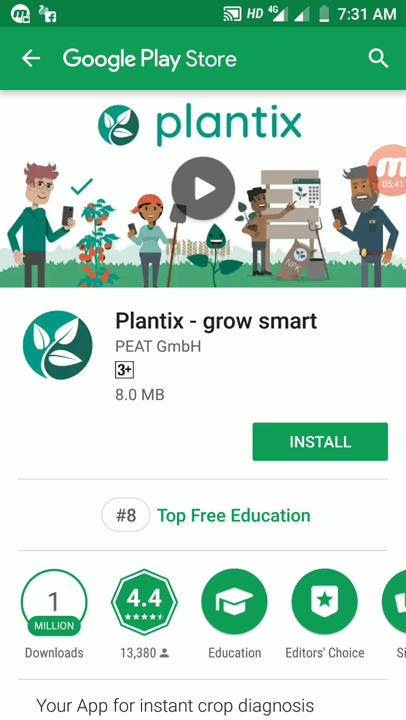 HD 4G 7:31 AM
Google Play Store
plantix
NPK
05:41
Plantix - grow smart
PEAT GmbH
3+
8.0 MB
INSTALL
#8 Top Free Education
1
MILLION
4.4
Downloads 13,380 Education Editors' Choice Si
Your App for instant crop diagnosis